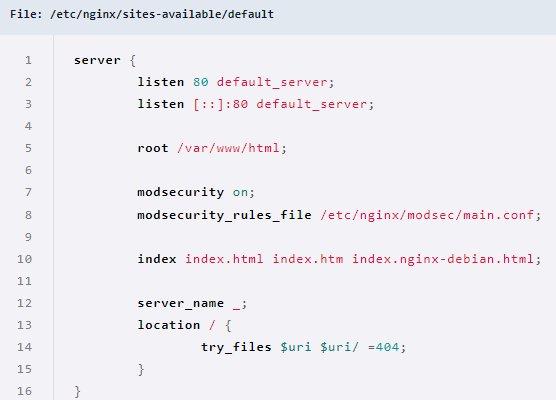 File: /etc/nginx/sites-available/default
1 server {
2 listen 80 default_server;
3 listen [::]:80 default_server;
4
5 root /var/www/html;
6
7 modsecurity on;
8 modsecurity_rules_file /etc/nginx/modsec/main.conf;
9
10 index index.html index.htm index.nginx-debian.html;
11
12 server_name _;
13 location / {
14 try_files $uri $uri/ =404;
15 }
16 }